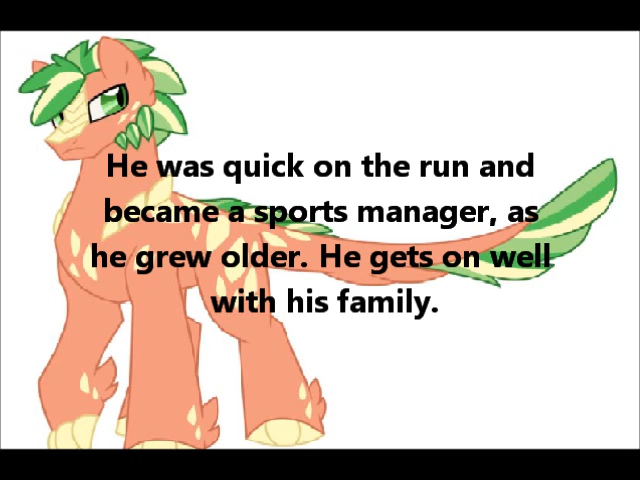 He was quick on the run and
became a sports manager, as
he grew older. He gets on well
with his family.